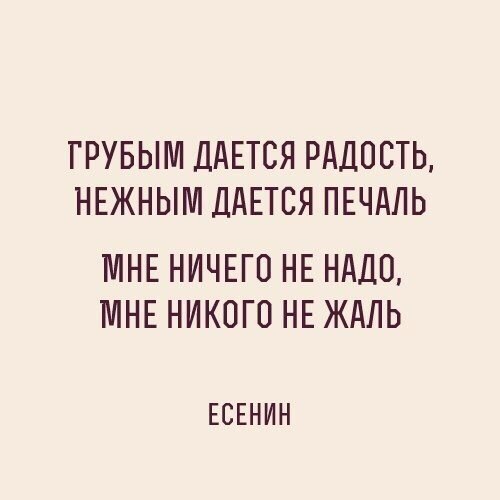 ГРУБЫМ ДАЕТСЯ РАДОСТЬ,
НЕЖНЫМ ДАЕТСЯ ПЕЧАЛЬ
МНЕ НИЧЕГО НЕ НАДО,
МНЕ НИКОГО НЕ ЖАЛЬ
ЕСЕНИН